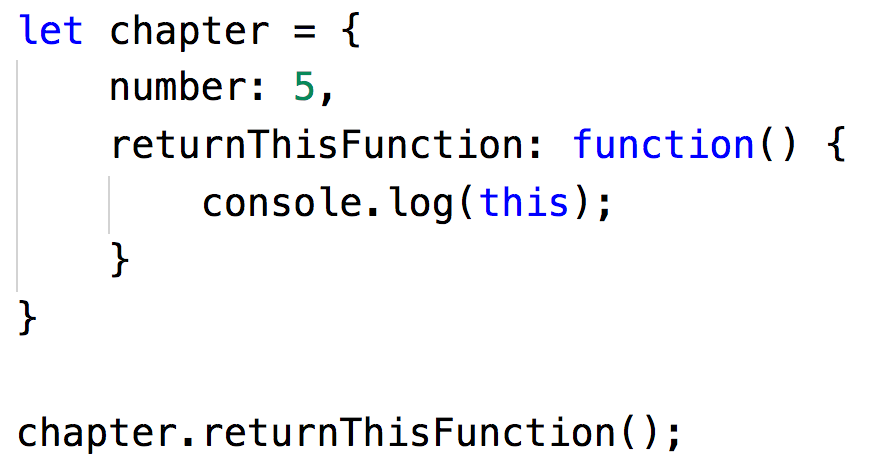 let chapter = {
    number: 5,
    returnThisFunction: function() {
        console.log(this);
    }
}

chapter.returnThisFunction();